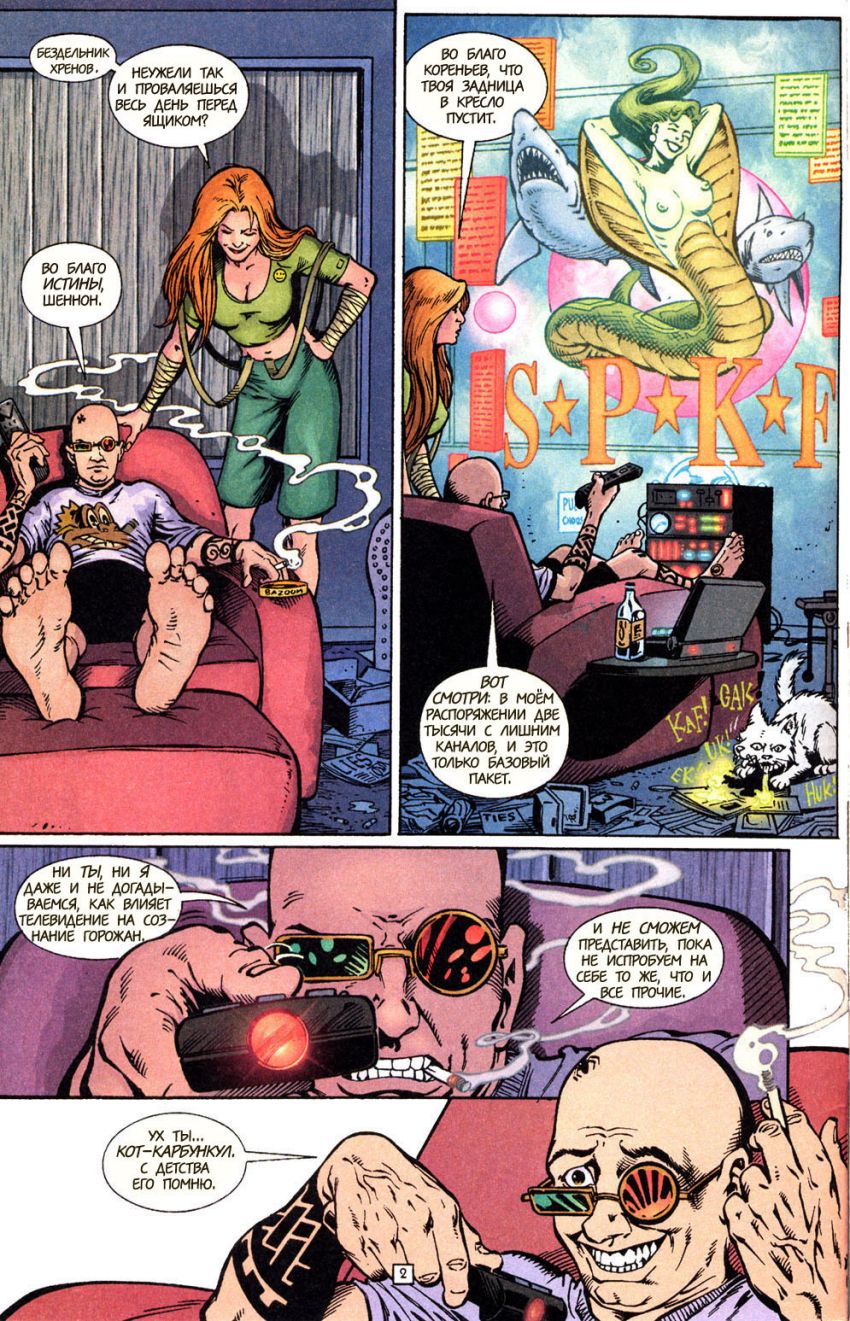 БЕЗДЕЛЬНИК
ХРЕНОВ.
НЕУЖЕЛИ ТАК
И ПРОВАЛЯЕШЬСЯ
ВЕСЬ ДЕНЬ ПЕРЕД
ЯЩИКОМ?
ВО БЛАГО
ИСТИНЫ,
ШЕННОН.
BAZOOM
ВО БЛАГО
КОРЕНЬЕВ, ЧТО
ТВОЯ ЗАДНИЦА
В КРЕСЛО
ПУСТИТ.
S★P★K★F
ВОТ
СМОТРИ: В МОЁМ
РАСПОРЯЖЕНИИ ДВЕ
ТЫСЯЧИ С ЛИШНИМ
КАНАЛОВ, И ЭТО
ТОЛЬКО БАЗОВЫЙ
ПАКЕТ.
KAF! GAK
UK!
HUK!
TIES
НИ ТЫ, НИ Я
ДАЖЕ И НЕ ДОГАДЫ-
ВАЕМСЯ, КАК ВЛИЯЕТ
ТЕЛЕВИДЕНИЕ НА СОЗ-
НАНИЕ ГОРОЖАН.
И НЕ СМОЖЕМ
ПРЕДСТАВИТЬ, ПОКА
НЕ ИСПРОБУЕМ НА
СЕБЕ ТО ЖЕ, ЧТО И
ВСЕ ПРОЧИЕ.
УХ ТЫ...
КОТ-КАРБУНКУЛ.
С ДЕТСТВА
ЕГО ПОМНЮ.
2